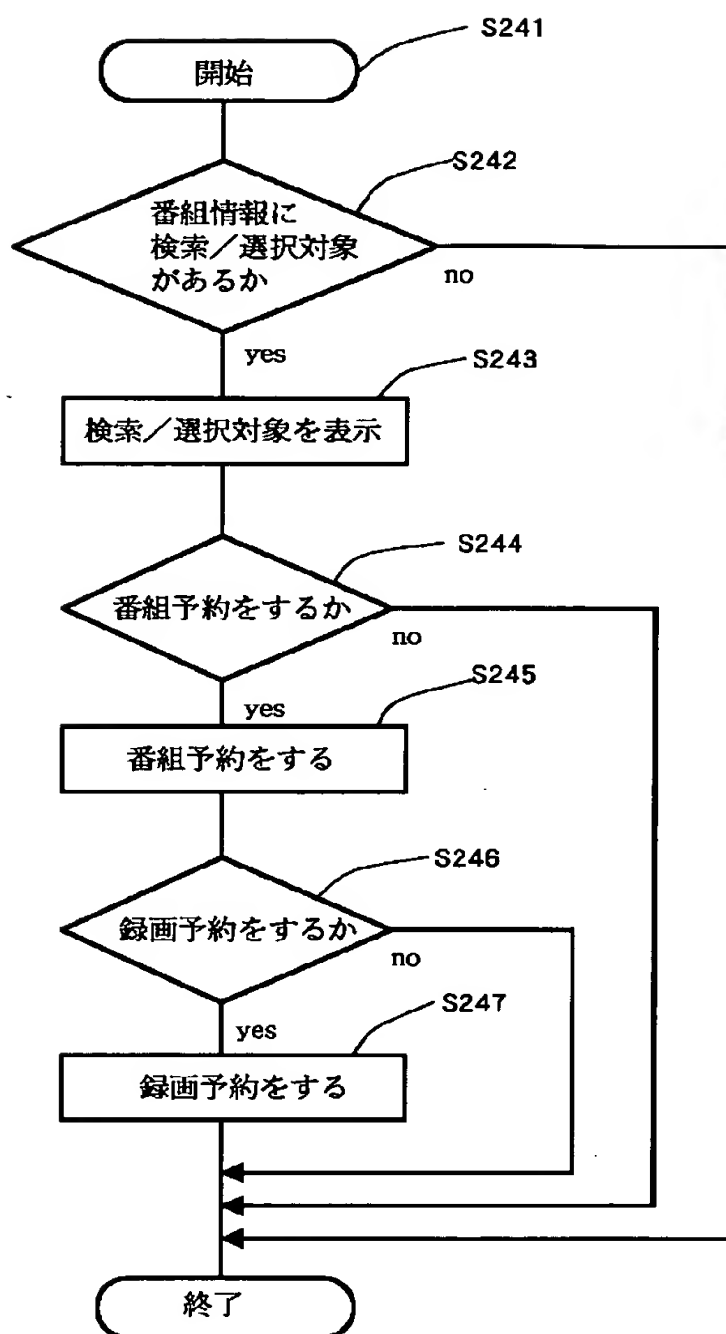 S241
開始
S242
番組情報に
検索／選択対象
があるか
no
yes
S243
検索／選択対象を表示
S244
番組予約をするか
no
yes
S245
番組予約をする
S246
録画予約をするか
no
yes
S247
録画予約をする
終了